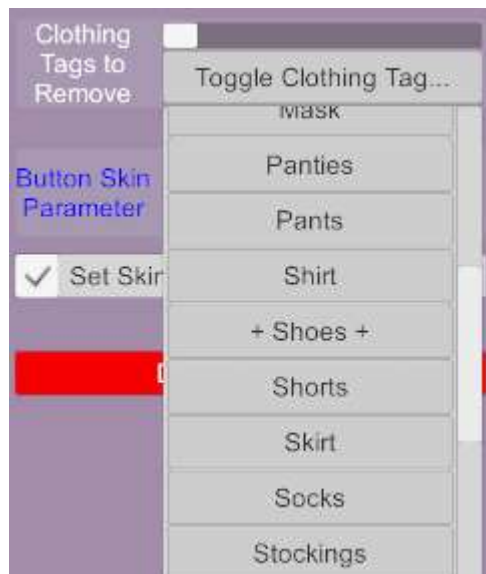 Clothing
Tags to
Remove
Toggle Clothing Tag...
Mask
Panties
Button Skin
Parameter
Pants
Set Skin
Shirt
+ Shoes +
Shorts
Skirt
Socks
Stockings